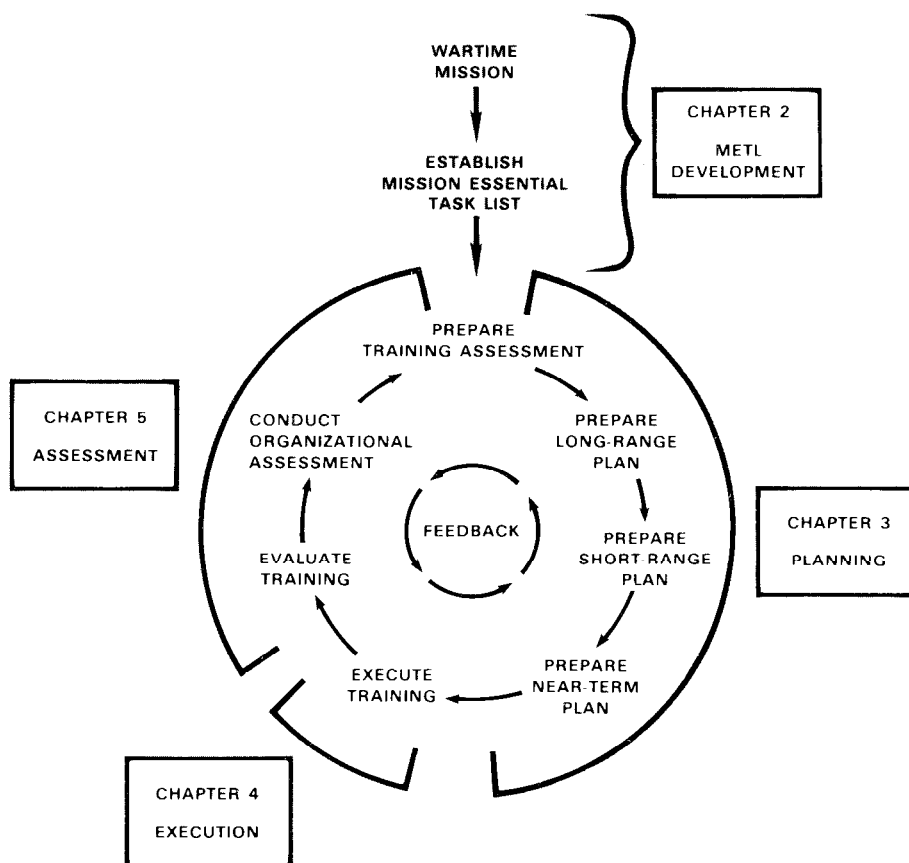 WARTIME
MISSION
ESTABLISH
MISSION ESSENTIAL
TASK LIST
CHAPTER 2
METL
DEVELOPMENT
PREPARE
TRAINING ASSESSMENT
PREPARE
LONG-RANGE
PLAN
PREPARE
SHORT-RANGE
PLAN
PREPARE
NEAR-TERM
PLAN
CHAPTER 3
PLANNING
EXECUTE
TRAINING
CHAPTER 4
EXECUTION
EVALUATE
TRAINING
CONDUCT
ORGANIZATIONAL
ASSESSMENT
CHAPTER 5
ASSESSMENT
FEEDBACK